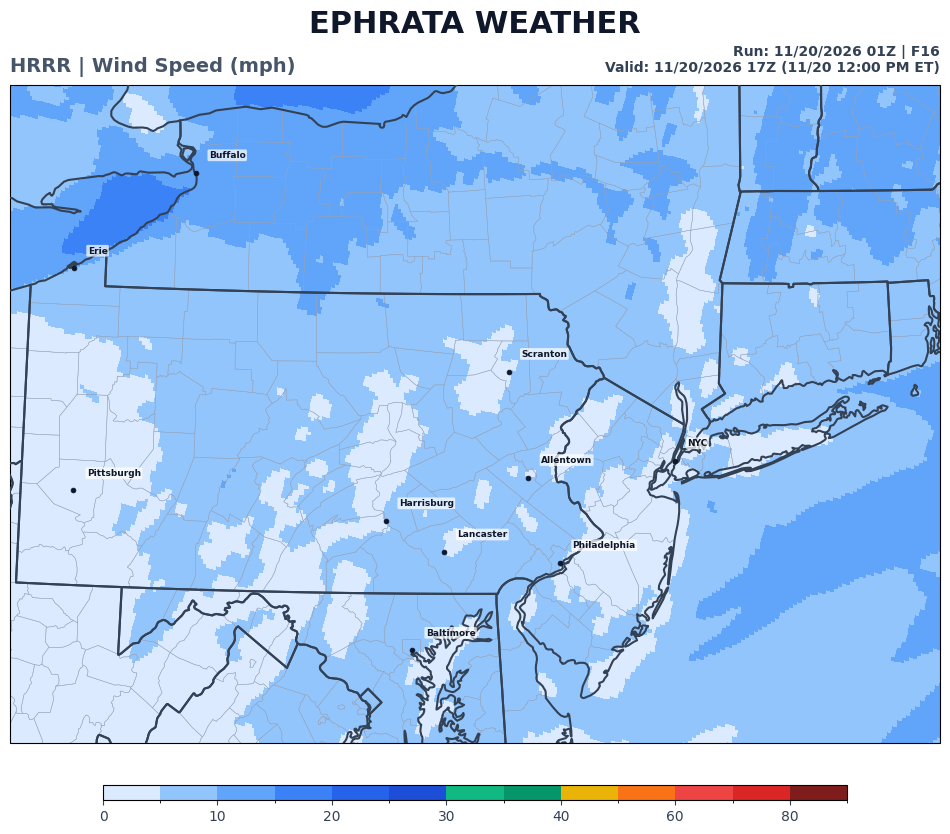 EPHRATA WEATHER
HRRR | Wind Speed (mph)
Run: 11/20/2026 01Z | F16
Valid: 11/20/2026 17Z (11/20 12:00 PM ET)
Buffalo
Erie
Scranton
NYC
Allentown
Pittsburgh
Harrisburg
Lancaster
Philadelphia
Baltimore
0 10 20 30 40 50 60 70 80